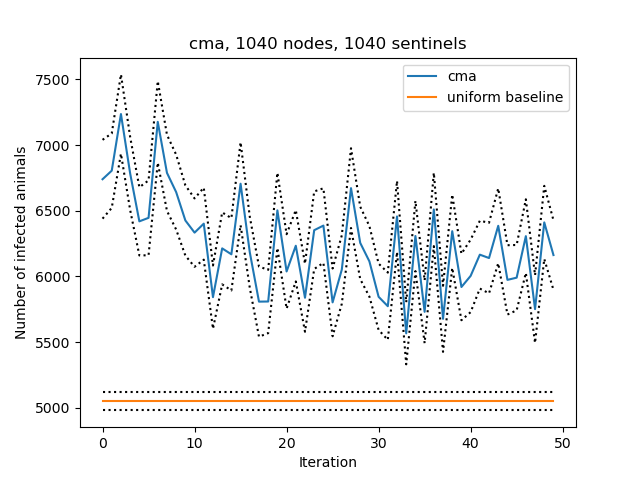 cma, 1040 nodes, 1040 sentinels
cma
uniform baseline
Number of infected animals
7500
7000
6500
6000
5500
5000
0 10 20 30 40 50
Iteration